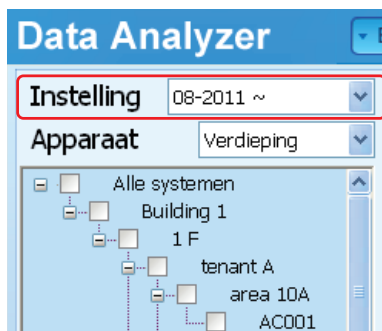 Data Analyzer
Instelling 08-2011 ~
Apparaat Verdieping
Alle systemen
Building 1
1 F
tenant A
area 10A
AC001